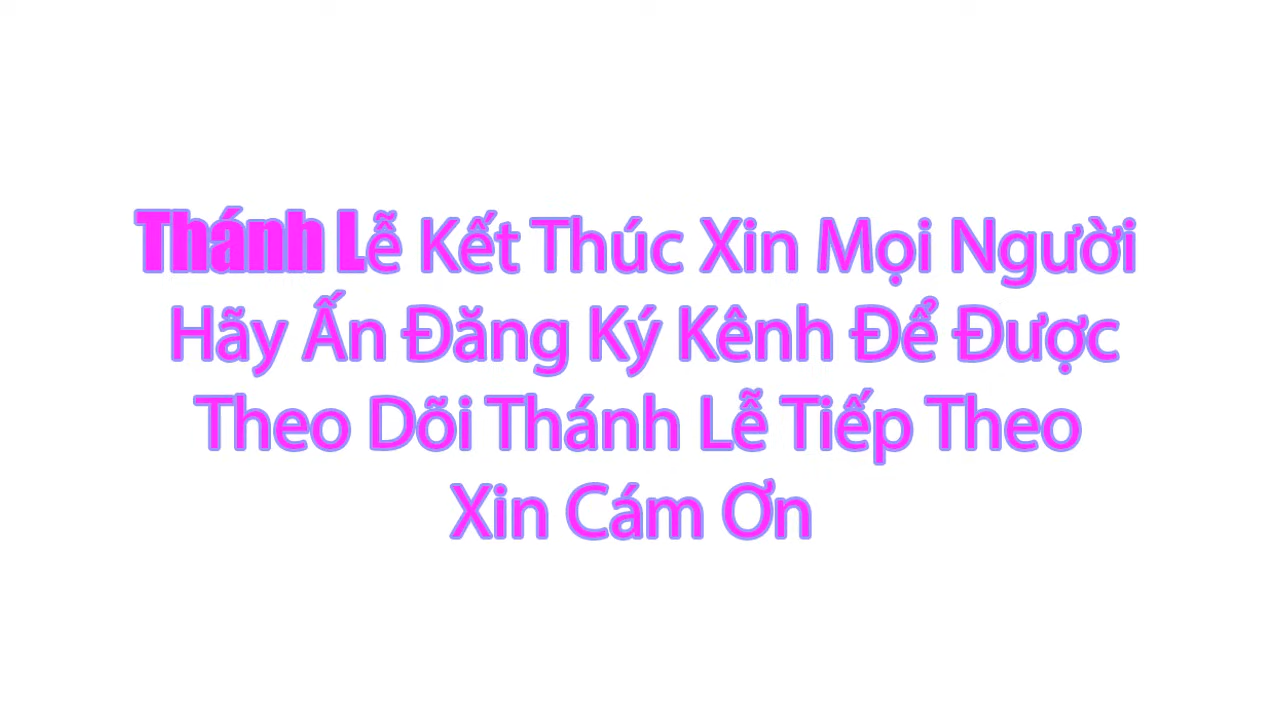 Thánh Lễ Kết Thúc Xin Mọi Người
Hãy Ấn Đăng Ký Kênh Để Được
Theo Dõi Thánh Lễ Tiếp Theo
Xin Cám Ơn